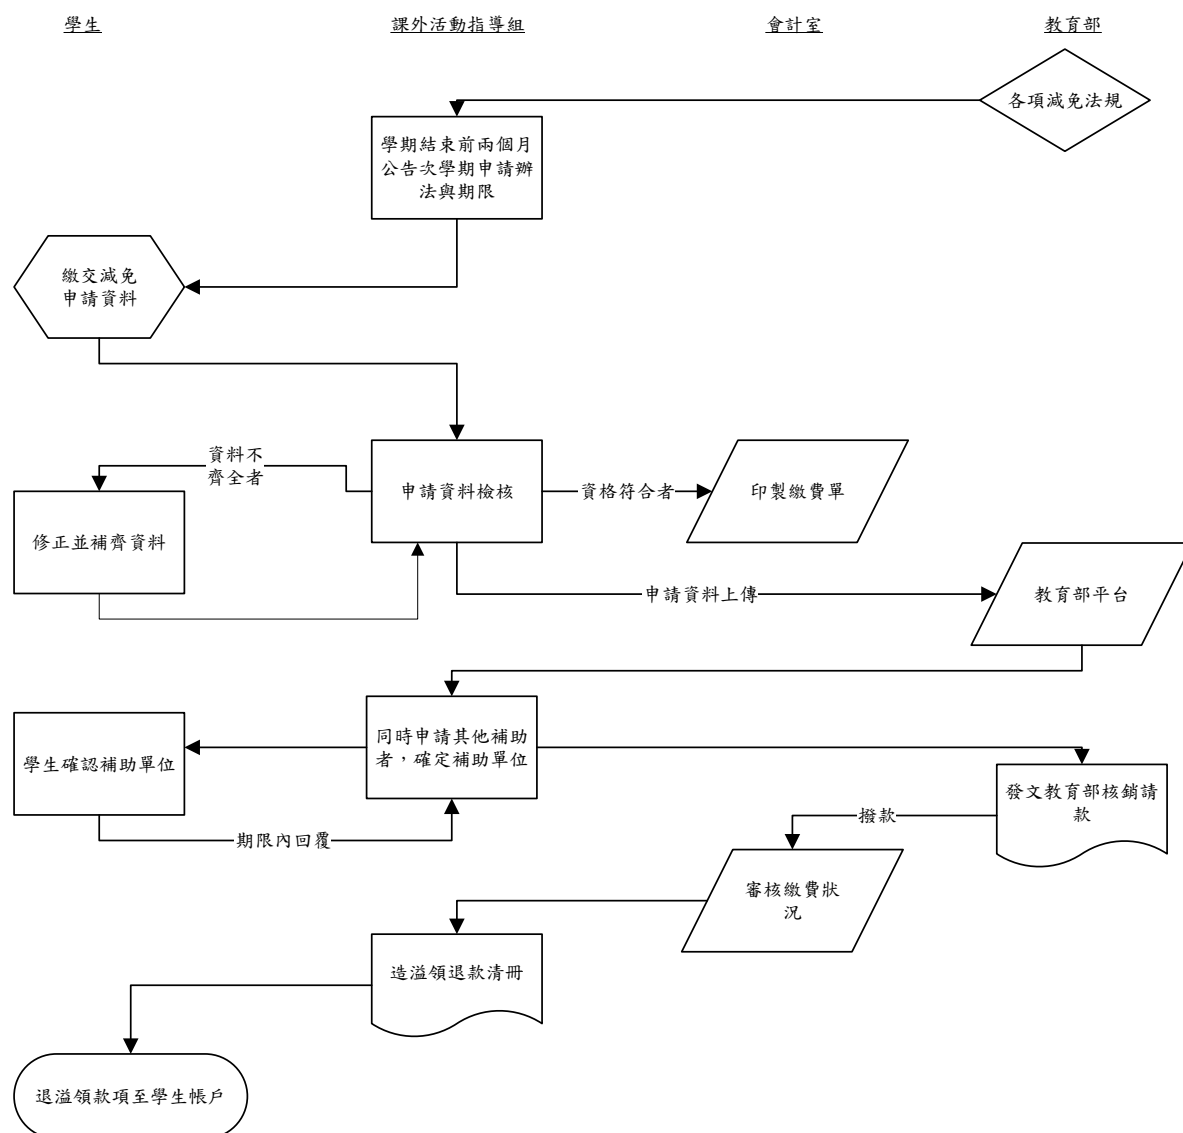 學生
課外活動指導組
會計室
教育部
各項減免法規
學期結束前兩個月
公告次學期申請辦
法與期限
繳交減免
申請資料
資料不
齊全者
申請資料檢核
資格符合者
印製繳費單
修正並補齊資料
申請資料上傳
教育部平台
同時申請其他補助
者，確定補助單位
學生確認補助單位
期限內回覆
發文教育部核銷請
款
撥款
審核繳費狀
況
造溢領退款清冊
退溢領款項至學生帳戶